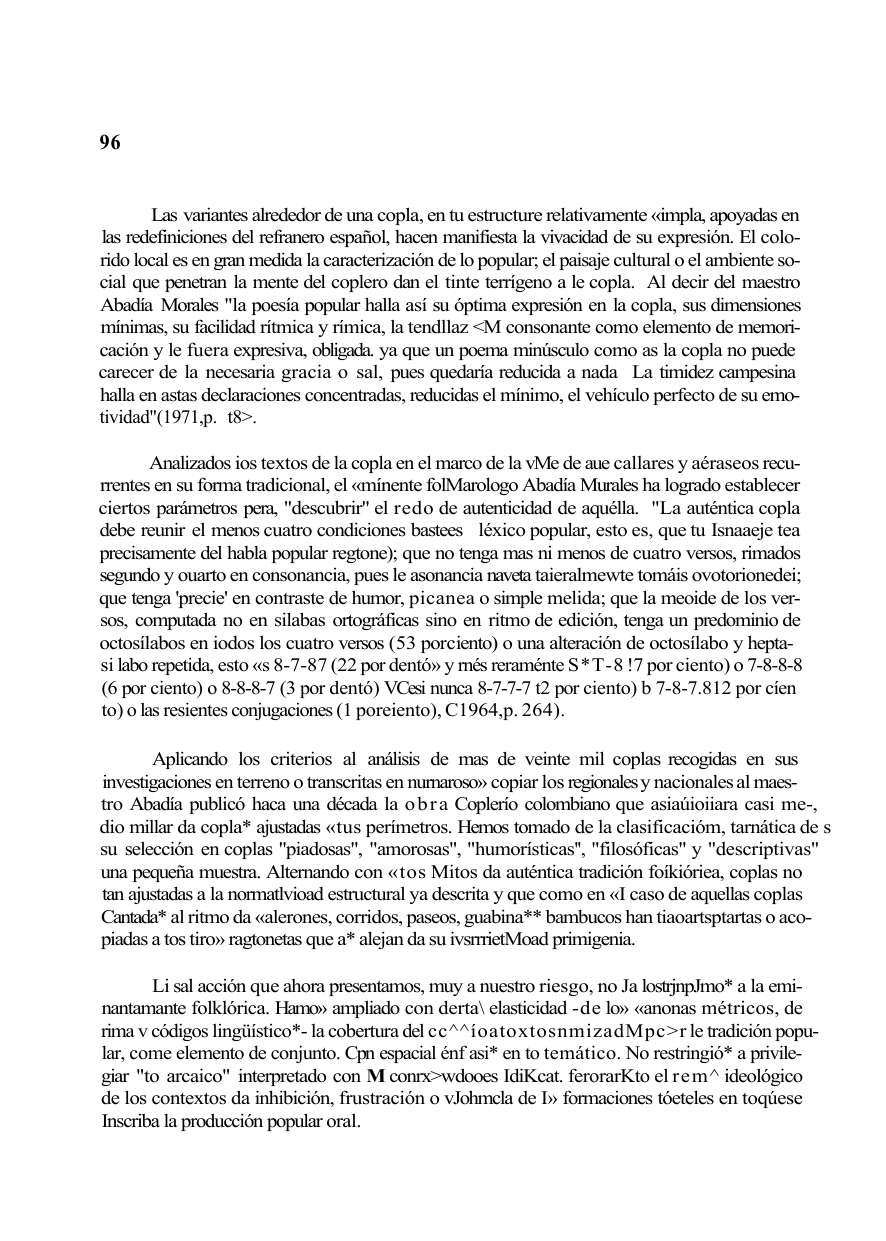 96
Las variantes alrededor de una copla, en tu estructure relativamente «impla, apoyadas en
las redefiniciones del refranero español, hacen manifiesta la vivacidad de su expresión. El colo-
rido local es en gran medida la caracterización de lo popular; el paisaje cultural o el ambiente so-
cial que penetran la mente del coplero dan el tinte terrígeno a le copla. Al decir del maestro
Abadía Morales "la poesía popular halla así su óptima expresión en la copla, sus dimensiones
mínimas, su facilidad rítmica y rímica, la tendllaz <M consonante como elemento de memori-
cación y le fuera expresiva, obligada. ya que un poema minúsculo como as la copla no puede
carecer de la necesaria gracia o sal, pues quedaría reducida a nada La timidez campesina
halla en astas declaraciones concentradas, reducidas el mínimo, el vehículo perfecto de su emo-
tividad"(1971,p. t8>.
Analizados ios textos de la copla en el marco de la vMe de aue callares y aéraseos recu-
rrentes en su forma tradicional, el «mínente folMarologo Abadía Murales ha logrado establecer
ciertos parámetros pera, "descubrir" el redo de autenticidad de aquélla. "La auténtica copla
debe reunir el menos cuatro condiciones bastees léxico popular, esto es, que tu Isnaaeje tea
precisamente del habla popular regtone); que no tenga mas ni menos de cuatro versos, rimados
segundo y ouarto en consonancia, pues le asonancia naveta taieralmewte tomáis ovotorionedei;
que tenga 'precie' en contraste de humor, picanea o simple melida; que la meoide de los ver-
sos, computada no en silabas ortográficas sino en ritmo de edición, tenga un predominio de
octosílabos en iodos los cuatro versos (53 porciento) o una alteración de octosílabo y hepta-
si labo repetida, esto «s 8-7-87 (22 por dentó» y rnés reraménte S*T-8 !7 por ciento) o 7-8-8-8
(6 por ciento) o 8-8-8-7 (3 por dentó) VCesi nunca 8-7-7-7 t2 por ciento) b 7-8-7.812 por cíen
to) o las resientes conjugaciones (1 poreiento), C1964,p. 264).
Aplicando los criterios al análisis de mas de veinte mil coplas recogidas en sus
investigaciones en terreno o transcritas en numaroso» copiar los regionales y nacionales al maes-
tro Abadía publicó haca una década la obra Coplerío colombiano que asiaúioiiara casi me-,
dio millar da copla* ajustadas «tus perímetros. Hemos tomado de la clasificacióm, tarnática de s
su selección en coplas "piadosas", "amorosas", "humorísticas", "filosóficas" y "descriptivas"
una pequeña muestra. Alternando con «tos Mitos da auténtica tradición foíkióriea, coplas no
tan ajustadas a la normatlvioad estructural ya descrita y que como en «I caso de aquellas coplas
Cantada* al ritmo da «alerones, corridos, paseos, guabina** bambucos han tiaoartsptartas o aco-
piadas a tos tiro» ragtonetas que a* alejan da su ivsrrrietMoad primigenia.
Li sal acción que ahora presentamos, muy a nuestro riesgo, no Ja lostrjnpJmo* a la emi-
nantamante folklórica. Hamo» ampliado con derta\ elasticidad -de lo» «anonas métricos, de
rima v códigos lingüístico*- la cobertura del cc^^íoatoxtosnmizadMpc>r le tradición popu-
lar, come elemento de conjunto. Cpn espacial énf asi* en to temático. No restringió* a privile-
giar "to arcaico" interpretado con M conrx>wdooes IdiKcat. ferorarKto el rem^ ideológico
de los contextos da inhibición, frustración o vJohmcla de I» formaciones tóeteles en toqúese
Inscriba la producción popular oral.